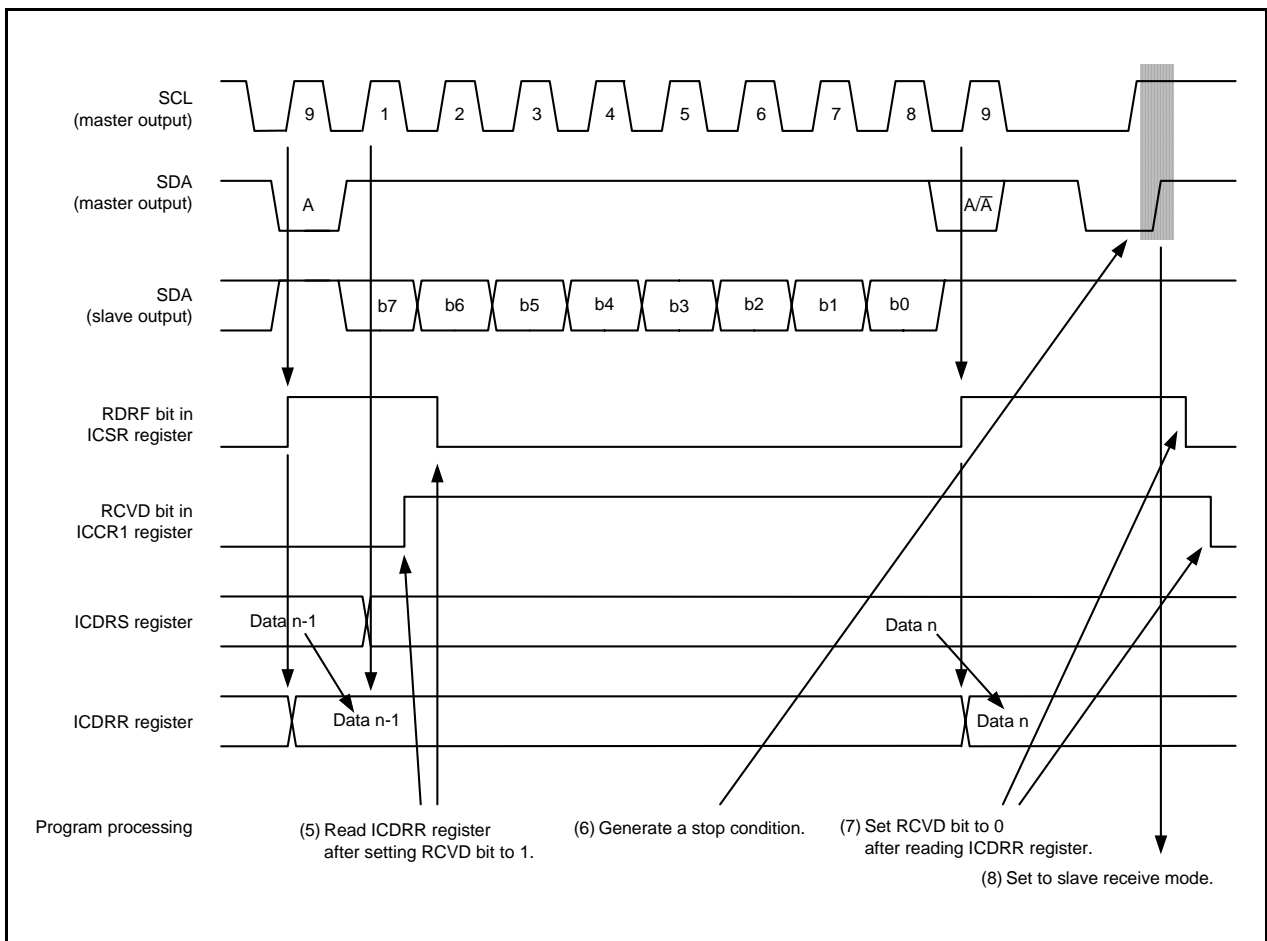 SCL
(master output)
9 1 2 3 4 5 6 7 8 9
SDA
(master output)
A A/A̅
SDA
(slave output)
b7 b6 b5 b4 b3 b2 b1 b0
RDRF bit in
ICSR register
RCVD bit in
ICCR1 register
ICDRS register
Data n-1 Data n
ICDRR register
Data n-1 Data n
Program processing
(5) Read ICDRR register
after setting RCVD bit to 1.
(6) Generate a stop condition.
(7) Set RCVD bit to 0
after reading ICDRR register.
(8) Set to slave receive mode.